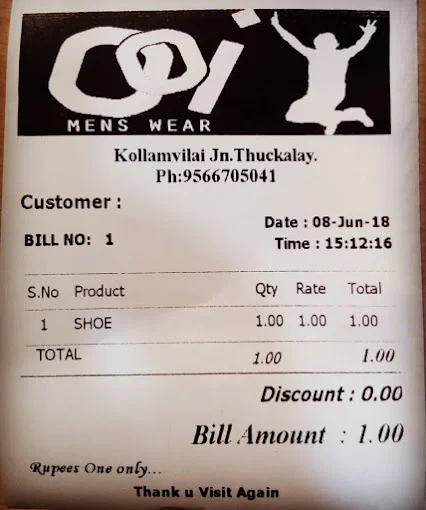 OOi
MENS WEAR
Kollamvilai Jn.Thuckalay.
Ph:9566705041
Customer :
Date : 08-Jun-18
BILL NO: 1
Time : 15:12:16
S.No Product Qty Rate Total
1 SHOE 1.00 1.00 1.00
TOTAL 1.00 1.00
Discount : 0.00
Bill Amount : 1.00
Rupees One only...
Thank u Visit Again